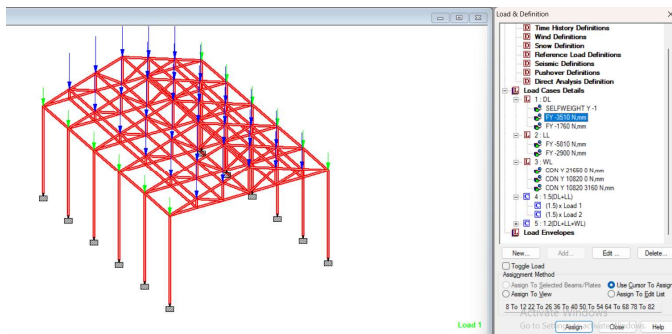 Load & Definition
Time History Definitions
Wind Definitions
Snow Definitions
Reference Load Definitions
Seismic Definitions
Pushover Definitions
Direct Analysis Definition
Load Cases Details
1 : DL
SELFWEIGHT Y -1
FY -3510 N,mm
FY -1760 N,mm
2 : LL
FY -5810 N,mm
FY -2900 N,mm
3 : WL
CON Y 21650 0 N,mm
CON Y 10820 0 N,mm
CON Y 10820 3160 N,mm
4 : 1.5(DL+LL)
(1.5) x Load 1
(1.5) x Load 2
5 : 1.2(DL+LL+WL)
Load Envelopes
New... Add... Edit ... Delete...
Toggle Load
Assignment Method
Assign To Selected Beams/Plates Use Cursor To Assign
Assign To View Assign To Edit List
8 To 12 22 To 26 36 To 40 50 To 54 64 To 68 78 To 82
Activate Windows
Assign Close Help
Load 1